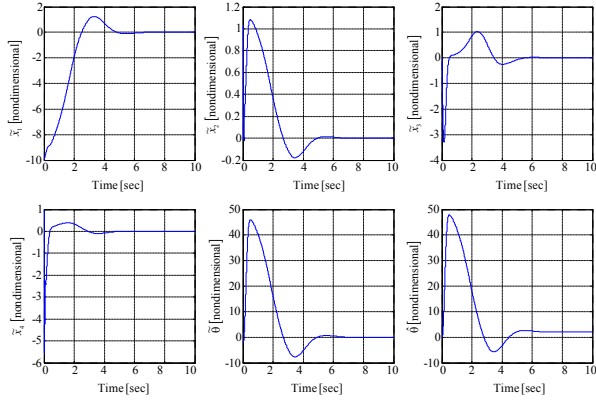 x̃₁ [nondimensional]
2
0
-2
-4
-6
-8
-10
0 2 4 6 8 10
Time [sec]
x̃₂ [nondimensional]
1.2
1
0.8
0.6
0.4
0.2
0
-0.2
0 2 4 6 8 10
Time [sec]
x̃₃ [nondimensional]
2
1
0
-1
-2
-3
-4
0 2 4 6 8 10
Time [sec]
x̃₄ [nondimensional]
1
0
-1
-2
-3
-4
-5
-6
0 2 4 6 8 10
Time [sec]
θ̃ [nondimensional]
50
40
30
20
10
0
-10
0 2 4 6 8 10
Time [sec]
θ̂ [nondimensional]
50
40
30
20
10
0
-10
0 2 4 6 8 10
Time [sec]